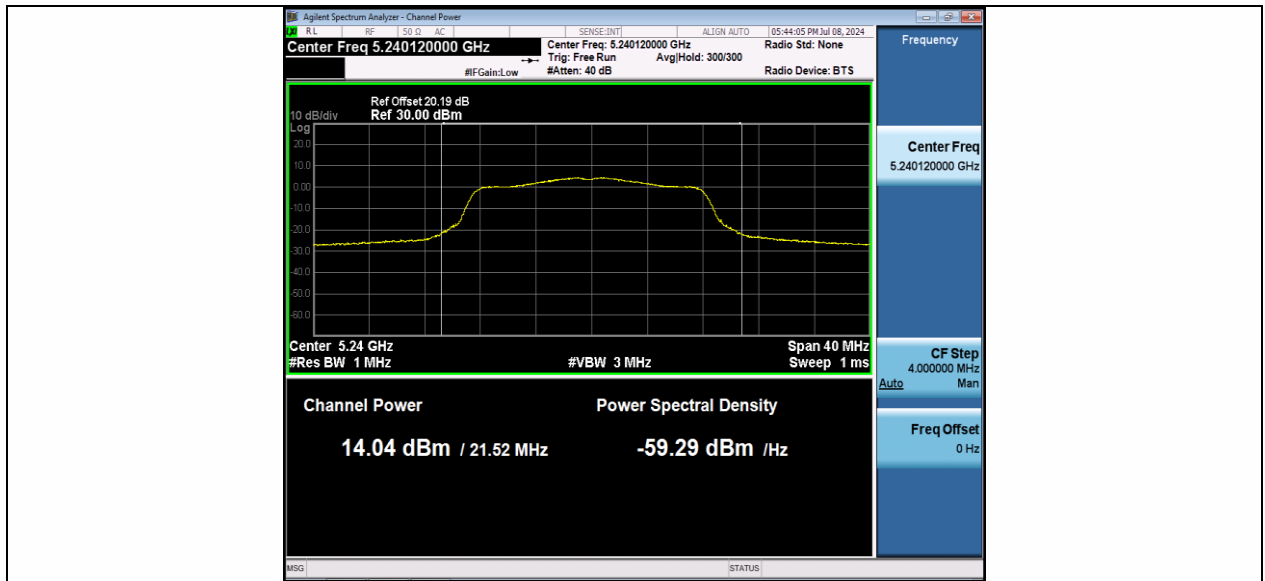 Agilent Spectrum Analyzer - Channel Power
RL RF 50 Ω AC SENSE:INT ALIGN AUTO 05:44:05 PM Jul 08, 2024
Center Freq 5.240120000 GHz
Center Freq: 5.240120000 GHz Radio Std: None
Trig: Free Run Avg|Hold: 300/300
#IFGain:Low #Atten: 40 dB Radio Device: BTS
Ref Offset 20.19 dB
10 dB/div Ref 30.00 dBm
Log
20.0
10.0
0.00
-10.0
-20.0
-30.0
-40.0
-50.0
-60.0
Center 5.24 GHz Span 40 MHz
#Res BW 1 MHz #VBW 3 MHz Sweep 1 ms
Channel Power Power Spectral Density
14.04 dBm / 21.52 MHz -59.29 dBm /Hz
MSG STATUS
Frequency
Center Freq
5.240120000 GHz
CF Step
4.000000 MHz
Auto Man
Freq Offset
0 Hz